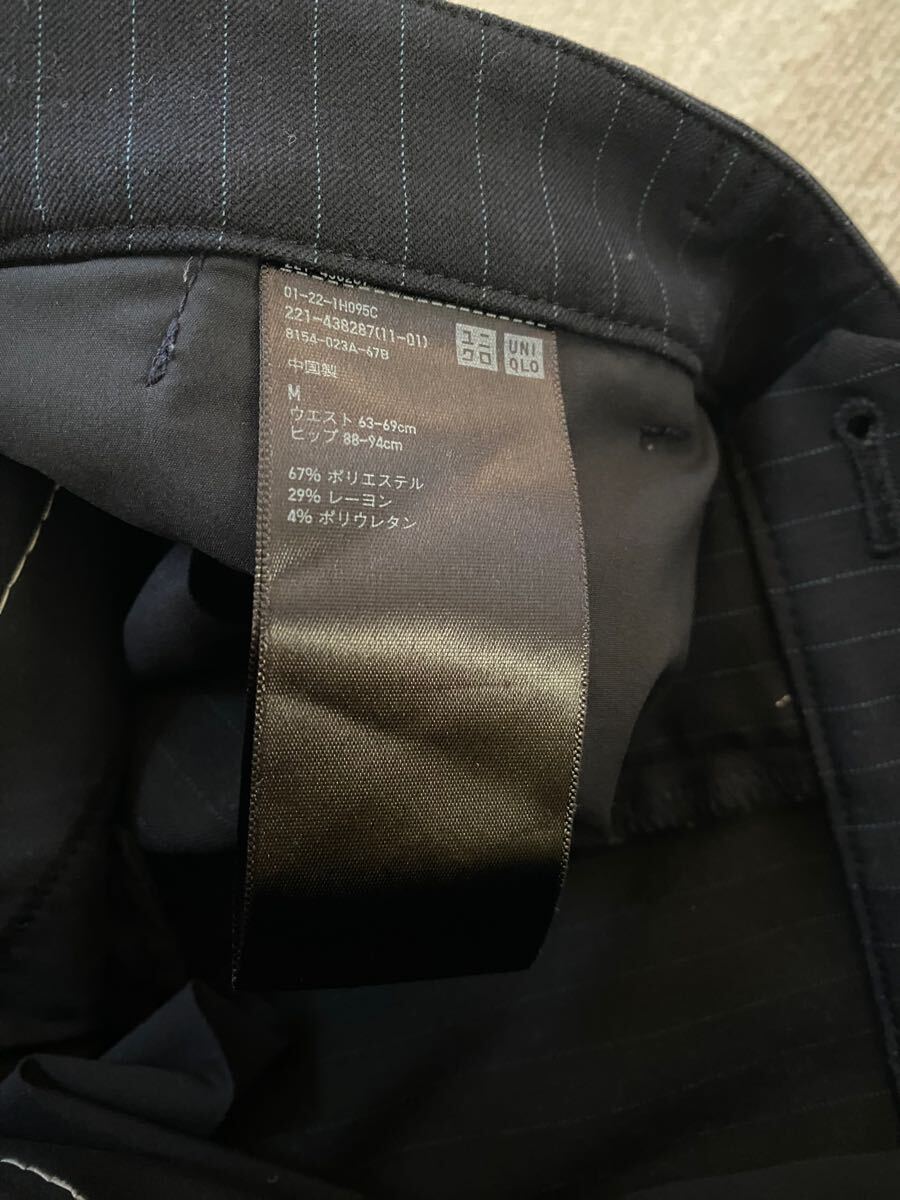 01-22-1H095C
221-438287(11-01)
8154-023A-67B
ユニ
クロ
UNI
QLO
中国製
M
ウエスト 63-69cm
ヒップ 88-94cm
67% ポリエステル
29% レーヨン
4% ポリウレタン